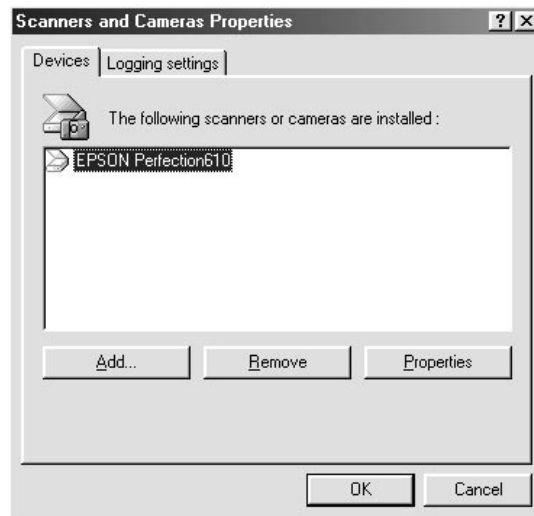 Scanners and Cameras Properties
Devices
Logging settings
The following scanners or cameras are installed :
EPSON Perfection610
Add...
Remove
Properties
OK
Cancel